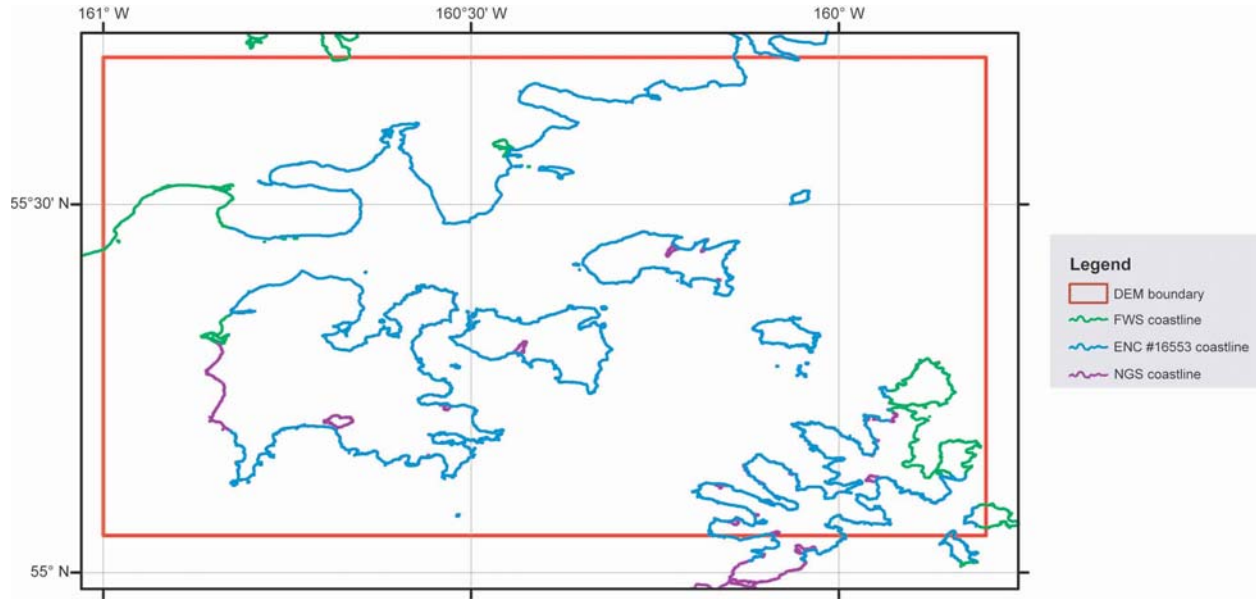 161° W
160°30' W
160° W
55°30' N
55° N
Legend
DEM boundary
FWS coastline
ENC #16553 coastline
NGS coastline